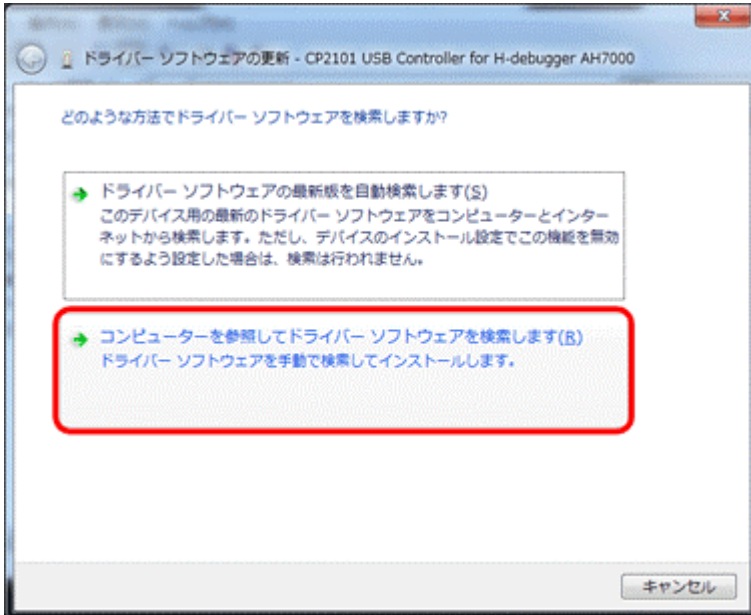 ドライバー ソフトウェアの更新 - CP2101 USB Controller for H-debugger AH7000
どのような方法でドライバー ソフトウェアを検索しますか?
ドライバー ソフトウェアの最新版を自動検索します(S)
このデバイス用の最新のドライバー ソフトウェアをコンピューターとインター
ネットから検索します。ただし、デバイスのインストール設定でこの機能を無効
にするよう設定した場合は、検索は行われません。
コンピューターを参照してドライバー ソフトウェアを検索します(R)
ドライバー ソフトウェアを手動で検索してインストールします。
キャンセル